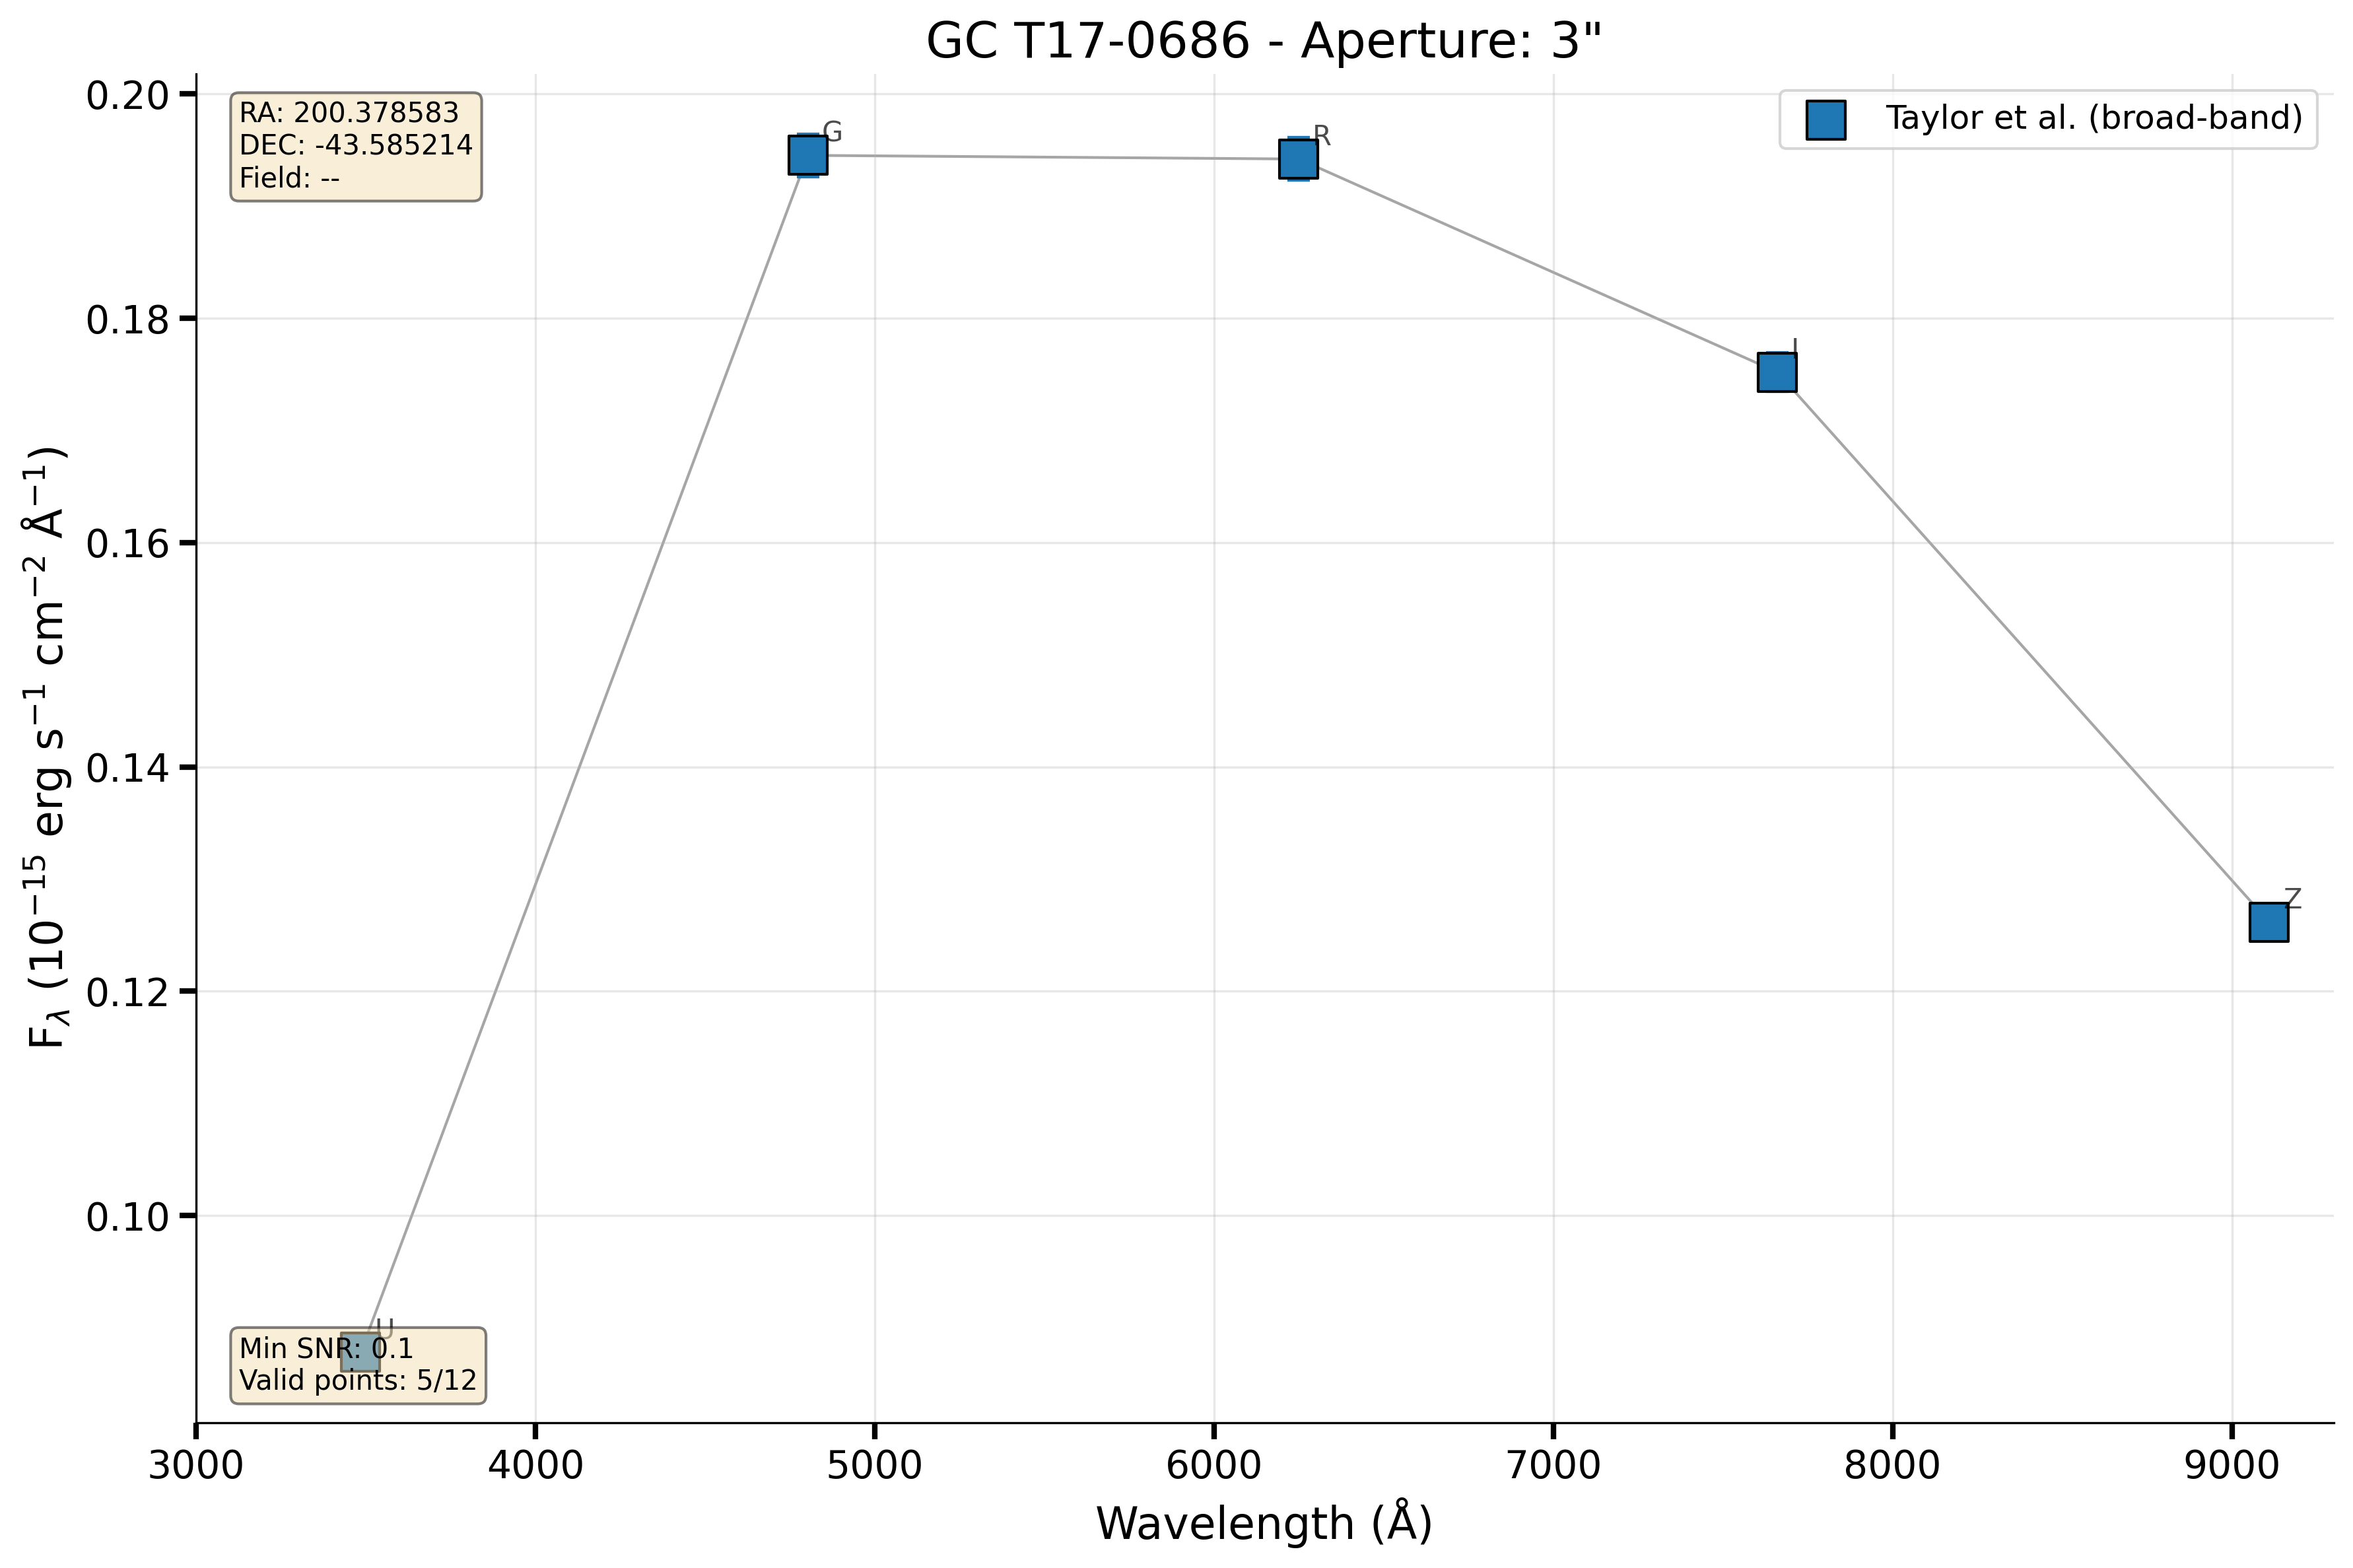 GC T17-0686 - Aperture: 3"
RA: 200.378583
DEC: -43.585214
Field: --
Taylor et al. (broad-band)
G
R
I
Z
U
Min SNR: 0.1
Valid points: 5/12
0.20
0.18
0.16
0.14
0.12
0.10
F_λ (10⁻¹⁵ erg s⁻¹ cm⁻² Å⁻¹)
3000 4000 5000 6000 7000 8000 9000
Wavelength (Å)